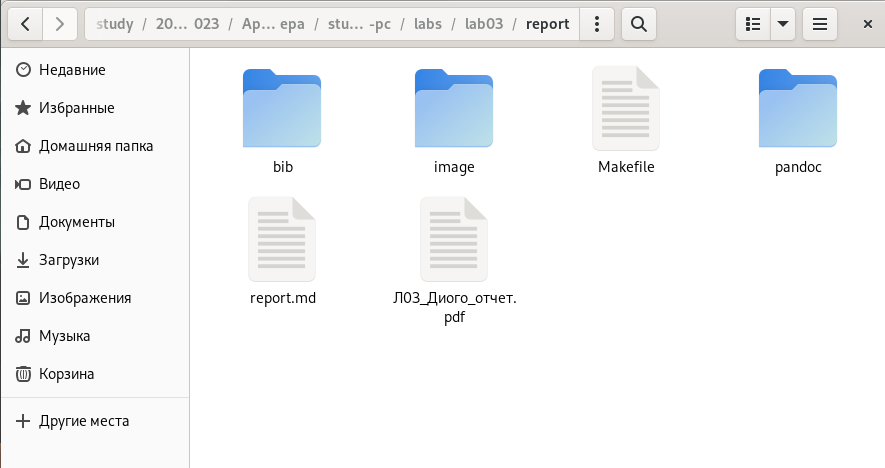 study / 20... 023 / Ap... ера / stu... -pc / labs / lab03 / report
Недавние
Избранные
Домашняя папка
Видео
Документы
Загрузки
Изображения
Музыка
Корзина
Другие места
bib
image
Makefile
pandoc
report.md
Л03_Диого_отчет.
pdf